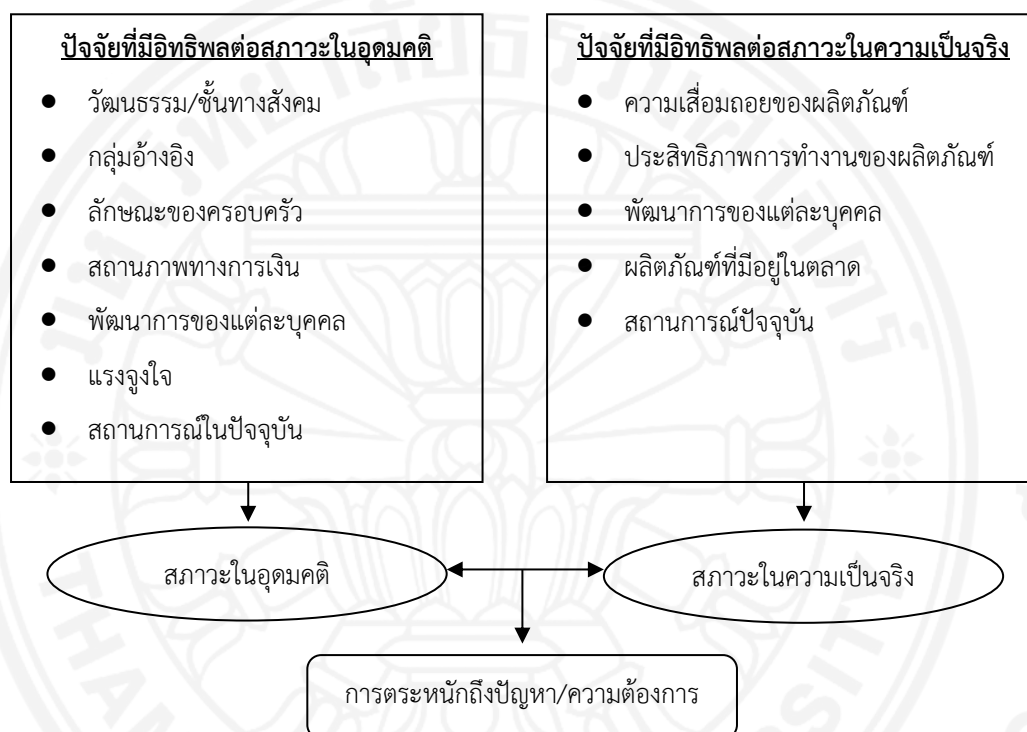 ปัจจัยที่มีอิทธิพลต่อสภาวะในอุดมคติ
● วัฒนธรรม/ชั้นทางสังคม
● กลุ่มอ้างอิง
● ลักษณะของครอบครัว
● สถานภาพทางการเงิน
● พัฒนาการของแต่ละบุคคล
● แรงจูงใจ
● สถานการณ์ในปัจจุบัน
ปัจจัยที่มีอิทธิพลต่อสภาวะในความเป็นจริง
● ความเสื่อมถอยของผลิตภัณฑ์
● ประสิทธิภาพการทำงานของผลิตภัณฑ์
● พัฒนาการของแต่ละบุคคล
● ผลิตภัณฑ์ที่มีอยู่ในตลาด
● สถานการณ์ปัจจุบัน
สภาวะในอุดมคติ
สภาวะในความเป็นจริง
การตระหนักถึงปัญหา/ความต้องการ